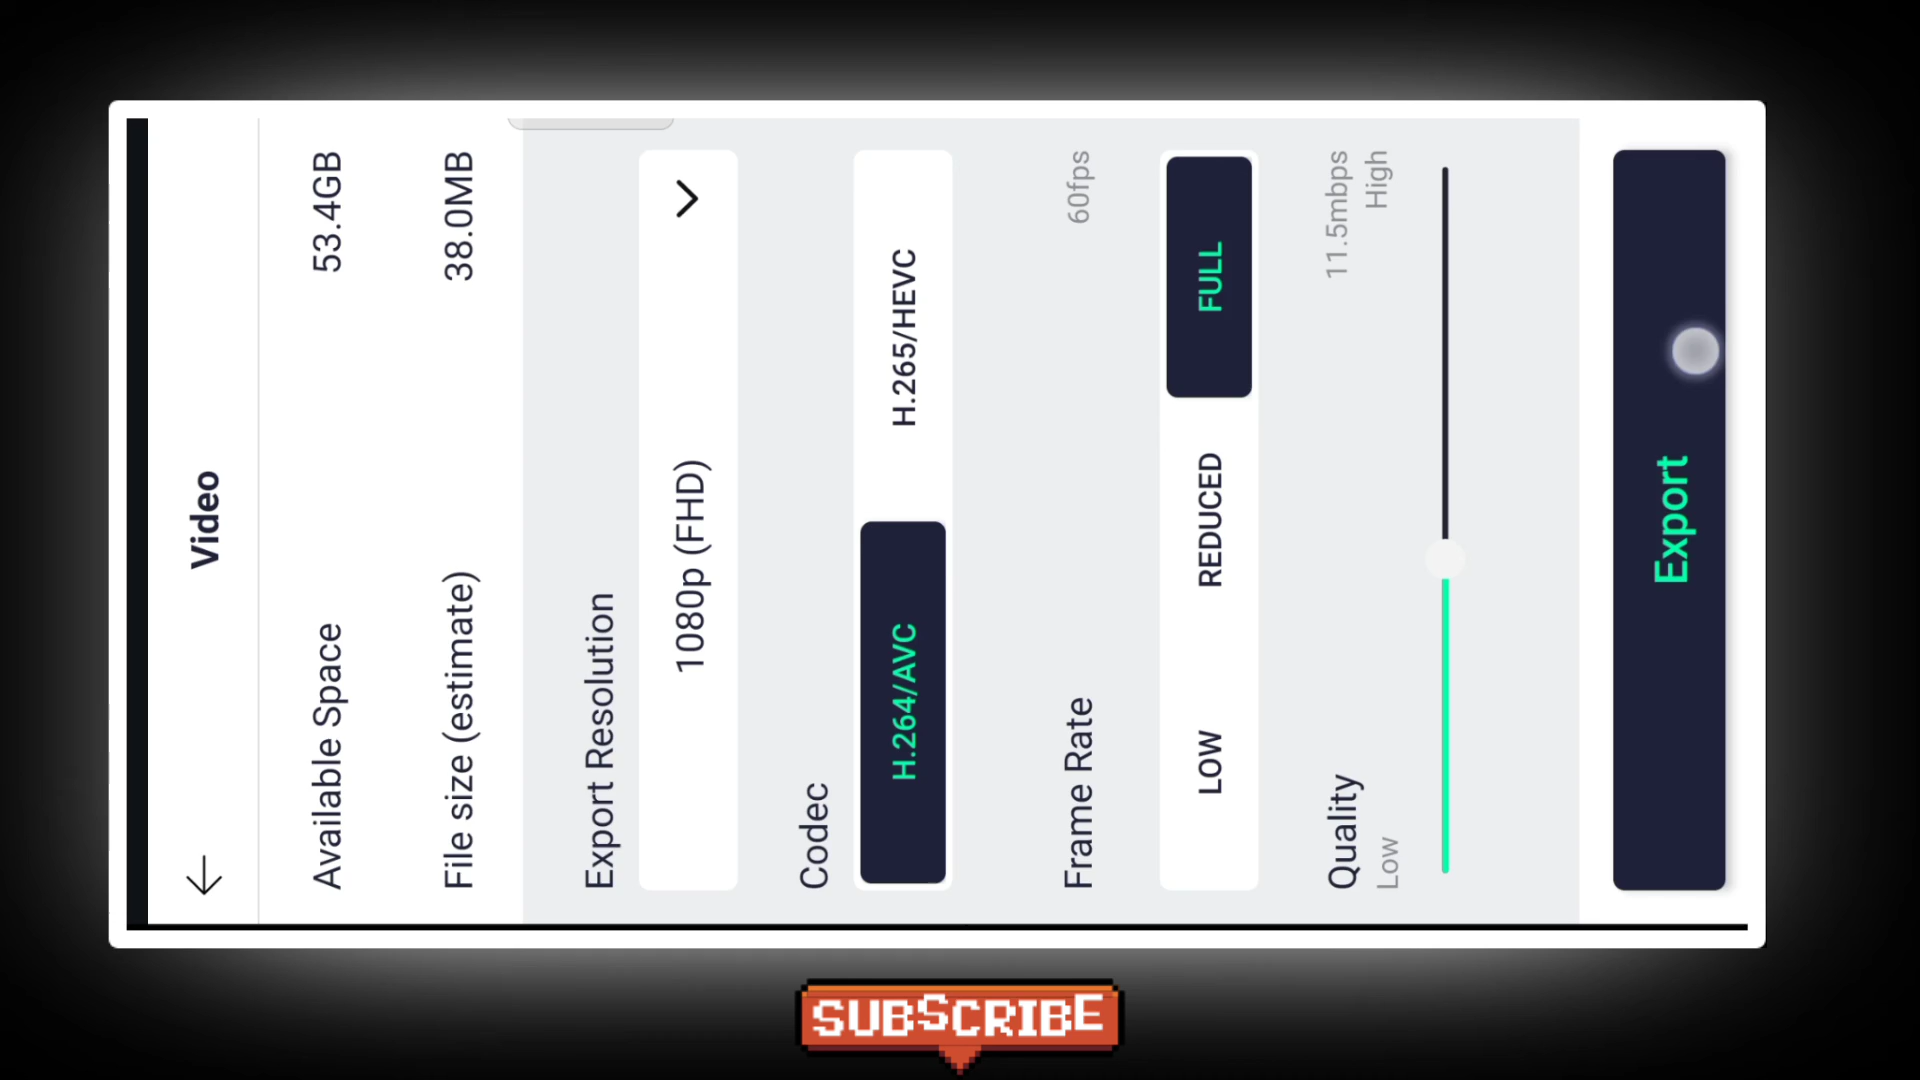 Video
Available Space 53.4GB
File size (estimate) 38.0MB
Export Resolution
1080p (FHD)
Codec
H.264/AVC H.265/HEVC
Frame Rate 60fps
LOW REDUCED FULL
Quality 11.5mbps
Low High
Export
SUBSCRIBE